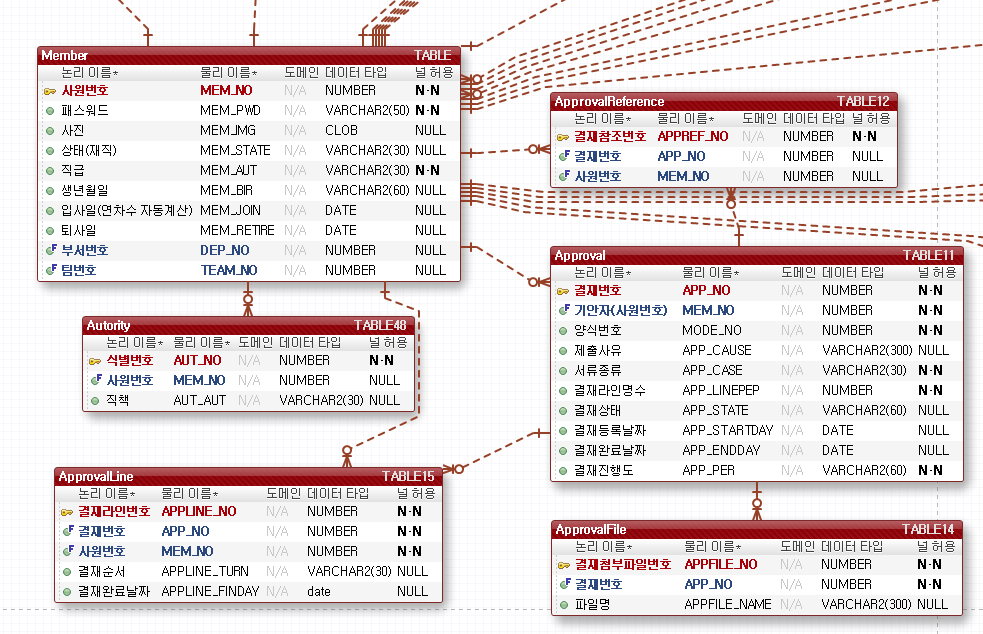 Member TABLE
논리 이름* 물리 이름* 도메인 데이터 타입 널 허용
사원번호 MEM_NO N/A NUMBER N·N
패스워드 MEM_PWD N/A VARCHAR2(50) N·N
사진 MEM_IMG N/A CLOB NULL
상태(재직) MEM_STATE N/A VARCHAR2(30) NULL
직급 MEM_AUT N/A VARCHAR2(30) N·N
생년월일 MEM_BIR N/A VARCHAR2(60) NULL
입사일(연차수 자동계산) MEM_JOIN N/A DATE NULL
퇴사일 MEM_RETIRE N/A DATE NULL
부서번호 DEP_NO N/A NUMBER NULL
팀번호 TEAM_NO N/A NUMBER NULL
ApprovalReference TABLE12
논리 이름* 물리 이름* 도메인 데이터 타입 널 허용
결재참조번호 APPREF_NO N/A NUMBER N·N
결재번호 APP_NO N/A NUMBER NULL
사원번호 MEM_NO N/A NUMBER NULL
Approval TABLE11
논리 이름* 물리 이름* 도메인 데이터 타입 널 허용
결재번호 APP_NO N/A NUMBER N·N
기안자(사원번호) MEM_NO N/A NUMBER N·N
양식번호 MODE_NO N/A NUMBER N·N
제출사유 APP_CAUSE N/A VARCHAR2(300) NULL
서류종류 APP_CASE N/A VARCHAR2(30) N·N
결재라인명수 APP_LINEPEP N/A NUMBER N·N
결재상태 APP_STATE N/A VARCHAR2(60) NULL
결재등록날짜 APP_STARTDAY N/A DATE NULL
결재완료날짜 APP_ENDDAY N/A DATE NULL
결재진행도 APP_PER N/A VARCHAR2(60) N·N
Autority TABLE48
논리 이름* 물리 이름* 도메인 데이터 타입 널 허용
식별번호 AUT_NO N/A NUMBER N·N
사원번호 MEM_NO N/A NUMBER NULL
직책 AUT_AUT N/A VARCHAR2(30) NULL
ApprovalLine TABLE15
논리 이름* 물리 이름* 도메인 데이터 타입 널 허용
결재라인번호 APPLINE_NO N/A NUMBER N·N
결재번호 APP_NO N/A NUMBER N·N
사원번호 MEM_NO N/A NUMBER N·N
결재순서 APPLINE_TURN N/A VARCHAR2(30) NULL
결재완료날짜 APPLINE_FINDAY N/A date NULL
ApprovalFile TABLE14
논리 이름* 물리 이름* 도메인 데이터 타입 널 허용
결재첨부파일번호 APPFILE_NO N/A NUMBER N·N
결재번호 APP_NO N/A NUMBER N·N
파일명 APPFILE_NAME N/A VARCHAR2(300) NULL